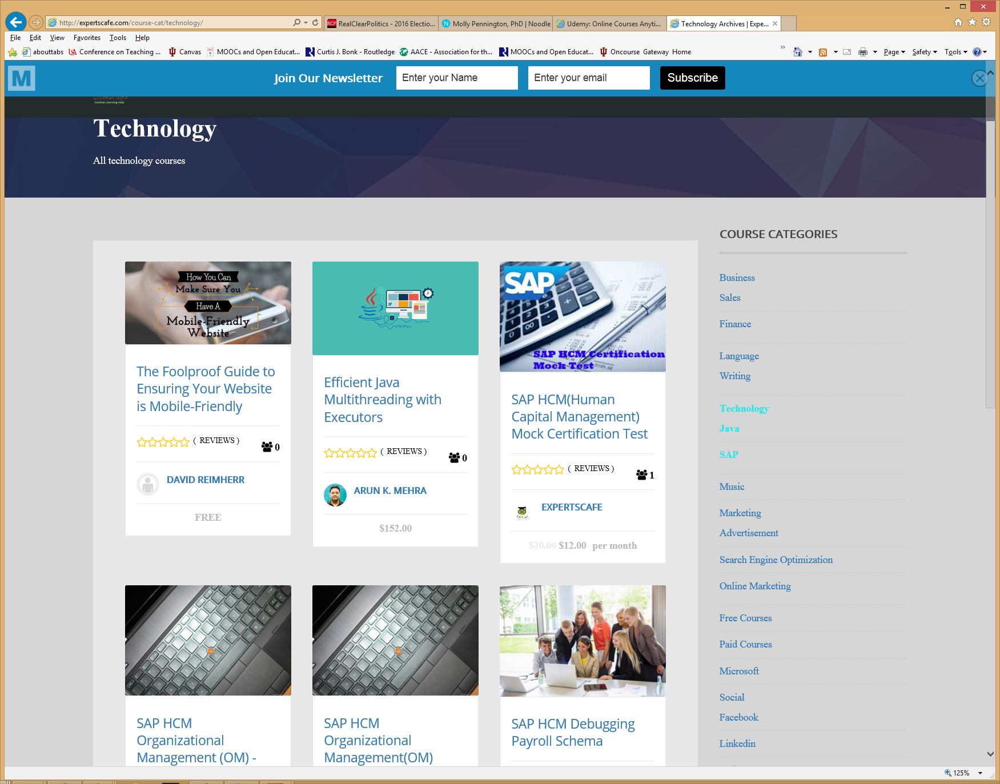 http://expertscafe.com/course-cat/technology/
RealClearPolitics - 2016 Electio...
Molly Pennington, PhD | Noodle
Udemy: Online Courses Anyti...
Technology Archives | Expe...
File Edit View Favorites Tools Help
abouttabs
Conference on Teaching ...
Canvas
MOOCs and Open Educat...
Curtis J. Bonk - Routledge
AACE - Association for th...
MOOCs and Open Educat...
Oncourse Gateway Home
Page Safety Tools
M
Join Our Newsletter
Enter your Name
Enter your email
Subscribe
Central Learning Hub
Technology
All technology courses
How You Can
Make Sure You
Have A
Mobile-Friendly
Website
The Foolproof Guide to
Ensuring Your Website
is Mobile-Friendly
( REVIEWS )
0
DAVID REIMHERR
FREE
Efficient Java
Multithreading with
Executors
( REVIEWS )
0
ARUN K. MEHRA
$152.00
SAP
SAP HCM Certification
Mock Test
SAP HCM(Human
Capital Management)
Mock Certification Test
( REVIEWS )
1
EXPERTSCAFE
$20.00 $12.00 per month
SAP HCM
Organizational
Management (OM) -
SAP HCM
Organizational
Management(OM)
SAP HCM Debugging
Payroll Schema
COURSE CATEGORIES
Business
Sales
Finance
Language
Writing
Technology
Java
SAP
Music
Marketing
Advertisement
Search Engine Optimization
Online Marketing
Free Courses
Paid Courses
Microsoft
Social
Facebook
Linkedin
125%